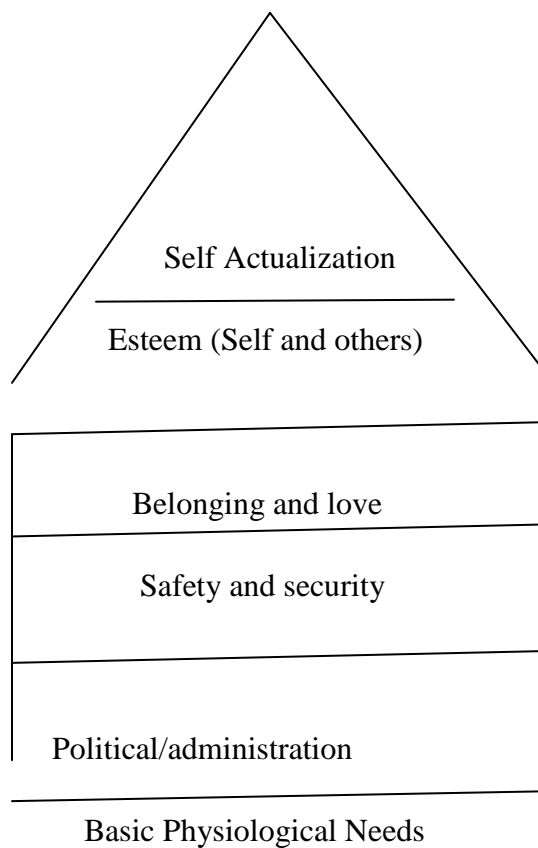 Self Actualization
Esteem (Self and others)
Belonging and love
Safety and security
Political/administration
Basic Physiological Needs